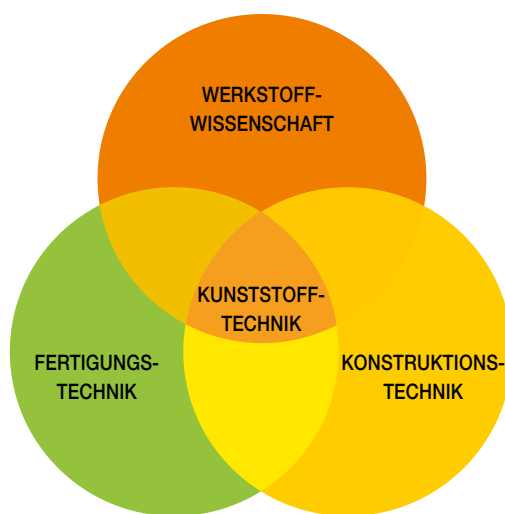 WERKSTOFF-
WISSENSCHAFT
KUNSTSTOFF-
TECHNIK
FERTIGUNGS-
TECHNIK
KONSTRUKTIONS-
TECHNIK